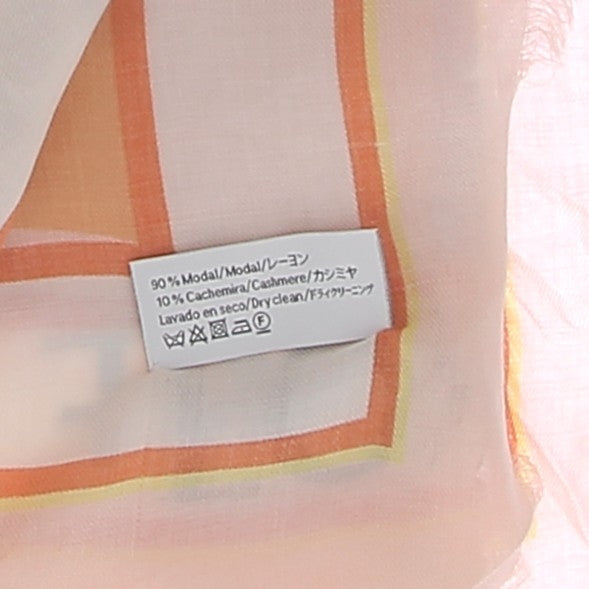 90% Modal/Modal/レーヨン
10% Cachemira/Cashmere/カシミヤ
Lavado en seco/Dry clean/ドライクリーニング
F